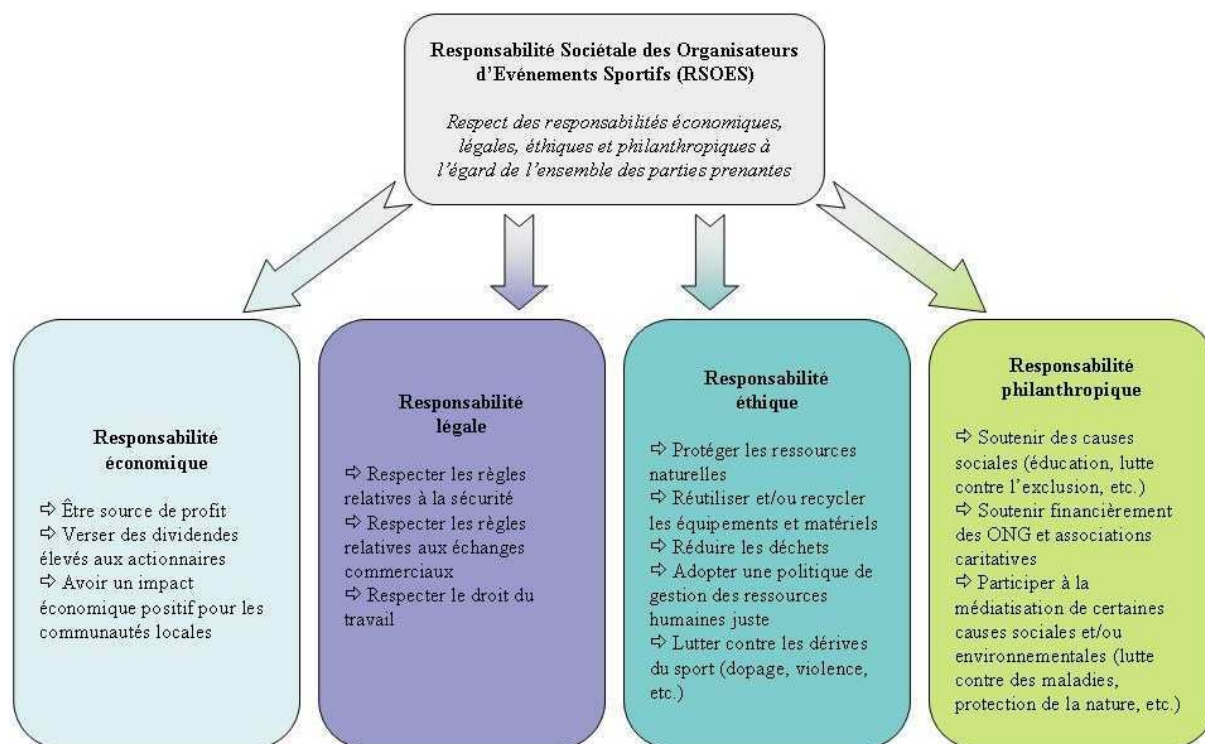 Responsabilité Sociétale des Organisateurs
d'Evénements Sportifs (RSOES)
Respect des responsabilités économiques,
légales, éthiques et philanthropiques à
l'égard de l'ensemble des parties prenantes
Responsabilité
économique
⇨ Être source de profit
⇨ Verser des dividendes
élevés aux actionnaires
⇨ Avoir un impact
économique positif pour les
communautés locales
Responsabilité
légale
⇨ Respecter les règles
relatives à la sécurité
⇨ Respecter les règles
relatives aux échanges
commerciaux
⇨ Respecter le droit du
travail
Responsabilité
éthique
⇨ Protéger les ressources
naturelles
⇨ Réutiliser et/ou recycler
les équipements et matériels
⇨ Réduire les déchets
⇨ Adopter une politique de
gestion des ressources
humaines juste
⇨ Lutter contre les dérives
du sport (dopage, violence,
etc.)
Responsabilité
philanthropique
⇨ Soutenir des causes
sociales (éducation, lutte
contre l'exclusion, etc.)
⇨ Soutenir financièrement
des ONG et associations
caritatives
⇨ Participer à la
médiatisation de certaines
causes sociales et/ou
environnementales (lutte
contre des maladies,
protection de la nature, etc.)